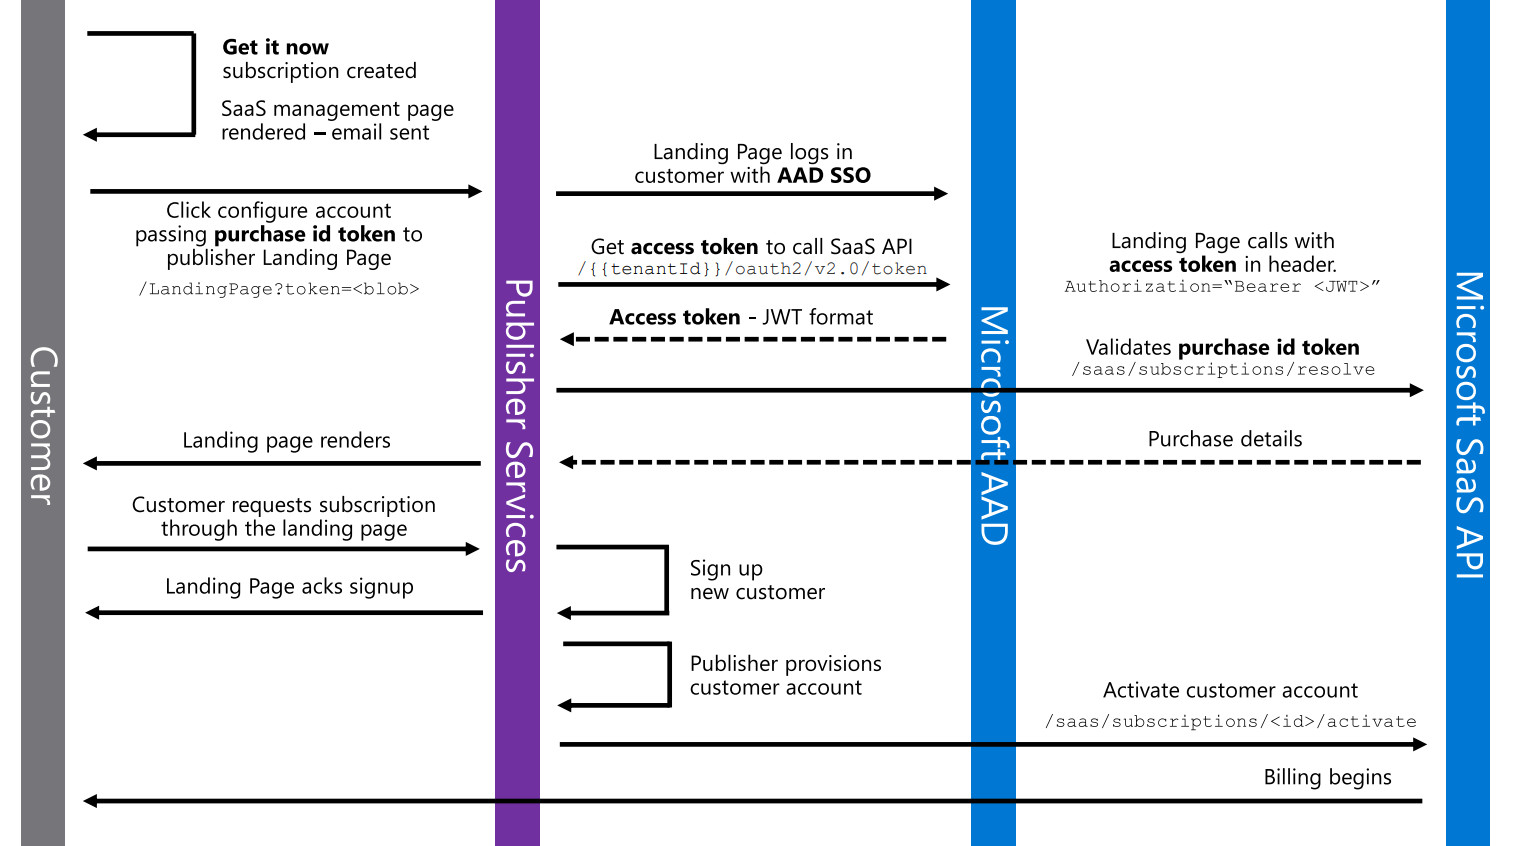 Get it now
subscription created
SaaS management page
rendered – email sent
Landing Page logs in
customer with AAD SSO
Click configure account
passing purchase id token to
publisher Landing Page
/LandingPage?token=<blob>
Get access token to call SaaS API
/{{tenantId}}/oauth2/v2.0/token
Landing Page calls with
access token in header.
Authorization=“Bearer <JWT>”
Access token - JWT format
Validates purchase id token
/saas/subscriptions/resolve
Landing page renders
Purchase details
Customer requests subscription
through the landing page
Landing Page acks signup
Sign up
new customer
Publisher provisions
customer account
Activate customer account
/saas/subscriptions/<id>/activate
Billing begins
Customer
Publisher Services
Microsoft AAD
Microsoft SaaS API